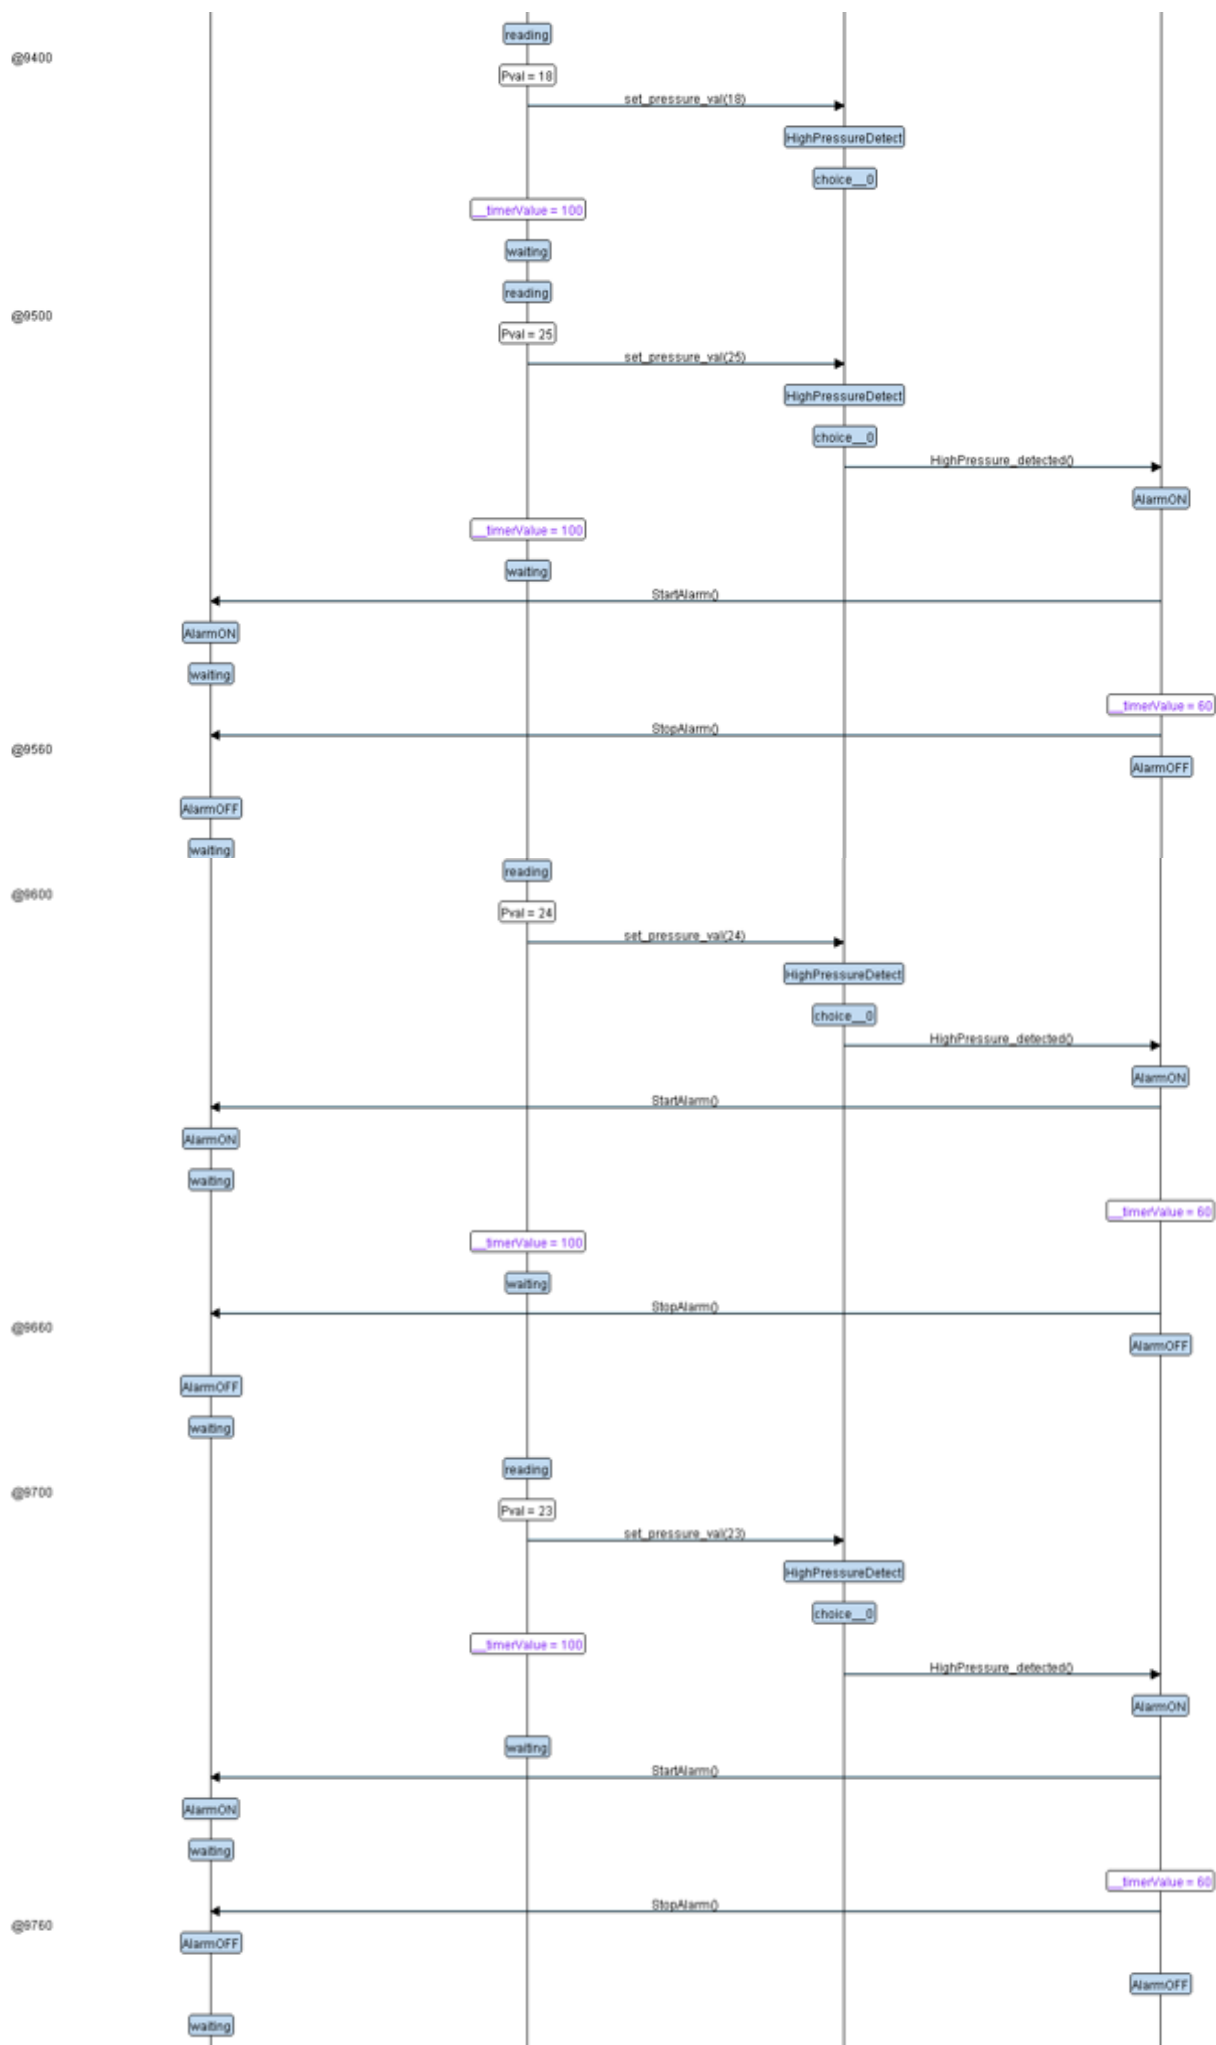 reading
@9400
Pval = 18
set_pressure_val(18)
HighPressureDetect
choice__0
__timerValue = 100
waiting
reading
@9500
Pval = 25
set_pressure_val(25)
HighPressureDetect
choice__0
HighPressure_detected()
AlarmON
__timerValue = 100
waiting
StartAlarm()
AlarmON
waiting
__timerValue = 60
StopAlarm()
@9560
AlarmOFF
AlarmOFF
waiting
reading
@9600
Pval = 24
set_pressure_val(24)
HighPressureDetect
choice__0
HighPressure_detected()
AlarmON
StartAlarm()
AlarmON
waiting
__timerValue = 60
__timerValue = 100
waiting
StopAlarm()
@9660
AlarmOFF
AlarmOFF
waiting
reading
@9700
Pval = 23
set_pressure_val(23)
HighPressureDetect
choice__0
__timerValue = 100
HighPressure_detected()
AlarmON
waiting
StartAlarm()
AlarmON
waiting
__timerValue = 60
StopAlarm()
@9760
AlarmOFF
AlarmOFF
waiting